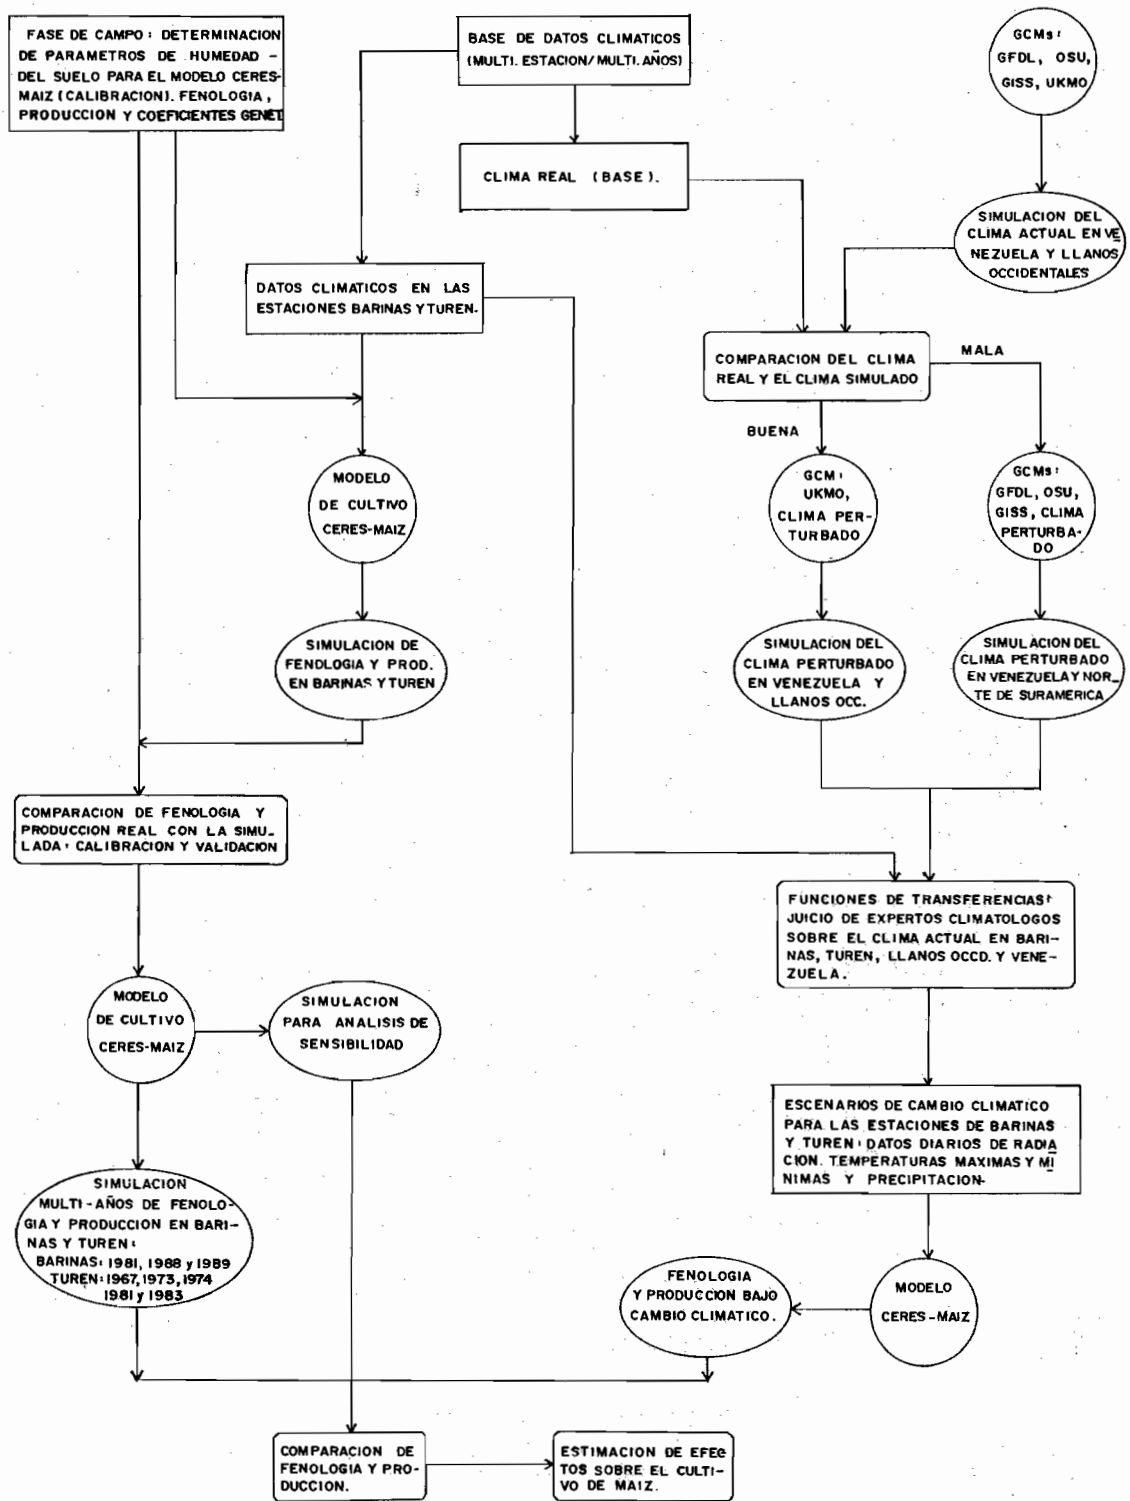 FASE DE CAMPO: DETERMINACION
DE PARAMETROS DE HUMEDAD -
DEL SUELO PARA EL MODELO CERES-
MAIZ (CALIBRACION). FENOLOGIA,
PRODUCCION Y COEFICIENTES GENET
BASE DE DATOS CLIMATICOS
(MULTI. ESTACION/MULTI.AÑOS)
GCMs:
GFDL, OSU,
GISS, UKMO
CLIMA REAL (BASE).
SIMULACION DEL
CLIMA ACTUAL EN VE
NEZUELA Y LLANOS
OCCIDENTALES
DATOS CLIMATICOS EN LAS
ESTACIONES BARINAS Y TUREN.
COMPARACION DEL CLIMA
REAL Y EL CLIMA SIMULADO
MALA
BUENA
MODELO
DE CULTIVO
CERES-MAIZ
GCM:
UKMO,
CLIMA PER-
TURBADO
GCMs:
GFDL, OSU,
GISS, CLIMA
PERTURBA-
DO
SIMULACION DE
FENOLOGIA Y PROD.
EN BARINAS Y TUREN
SIMULACION DEL
CLIMA PERTURBADO
EN VENEZUELA Y
LLANOS OCC.
SIMULACION DEL
CLIMA PERTURBADO
EN VENEZUELA Y NOR_
TE DE SURAMERICA
COMPARACION DE FENOLOGIA Y
PRODUCCION REAL CON LA SIMU_
LADA: CALIBRACION Y VALIDACION
FUNCIONES DE TRANSFERENCIAS:
JUICIO DE EXPERTOS CLIMATOLOGOS
SOBRE EL CLIMA ACTUAL EN BARI-
NAS, TUREN, LLANOS OCCD. Y VENE-
ZUELA.
MODELO
DE CULTIVO
CERES-MAIZ
SIMULACION
PARA ANALISIS DE
SENSIBILIDAD
ESCENARIOS DE CAMBIO CLIMATICO
PARA LAS ESTACIONES DE BARINAS
Y TUREN: DATOS DIARIOS DE RADIA
CION. TEMPERATURAS MAXIMAS Y MI
NIMAS Y PRECIPITACION-
SIMULACION
MULTI-AÑOS DE FENOLO-
GIA Y PRODUCCION EN BARI-
NAS Y TUREN:
BARINAS: 1981, 1988 y 1989
TUREN: 1967, 1973, 1974
1981 y 1983
FENOLOGIA
Y PRODUCCION BAJO
CAMBIO CLIMATICO.
MODELO
CERES-MAIZ
COMPARACION DE
FENOLOGIA Y PRO-
DUCCION.
ESTIMACION DE EFEC
TOS SOBRE EL CULTI-
VO DE MAIZ.